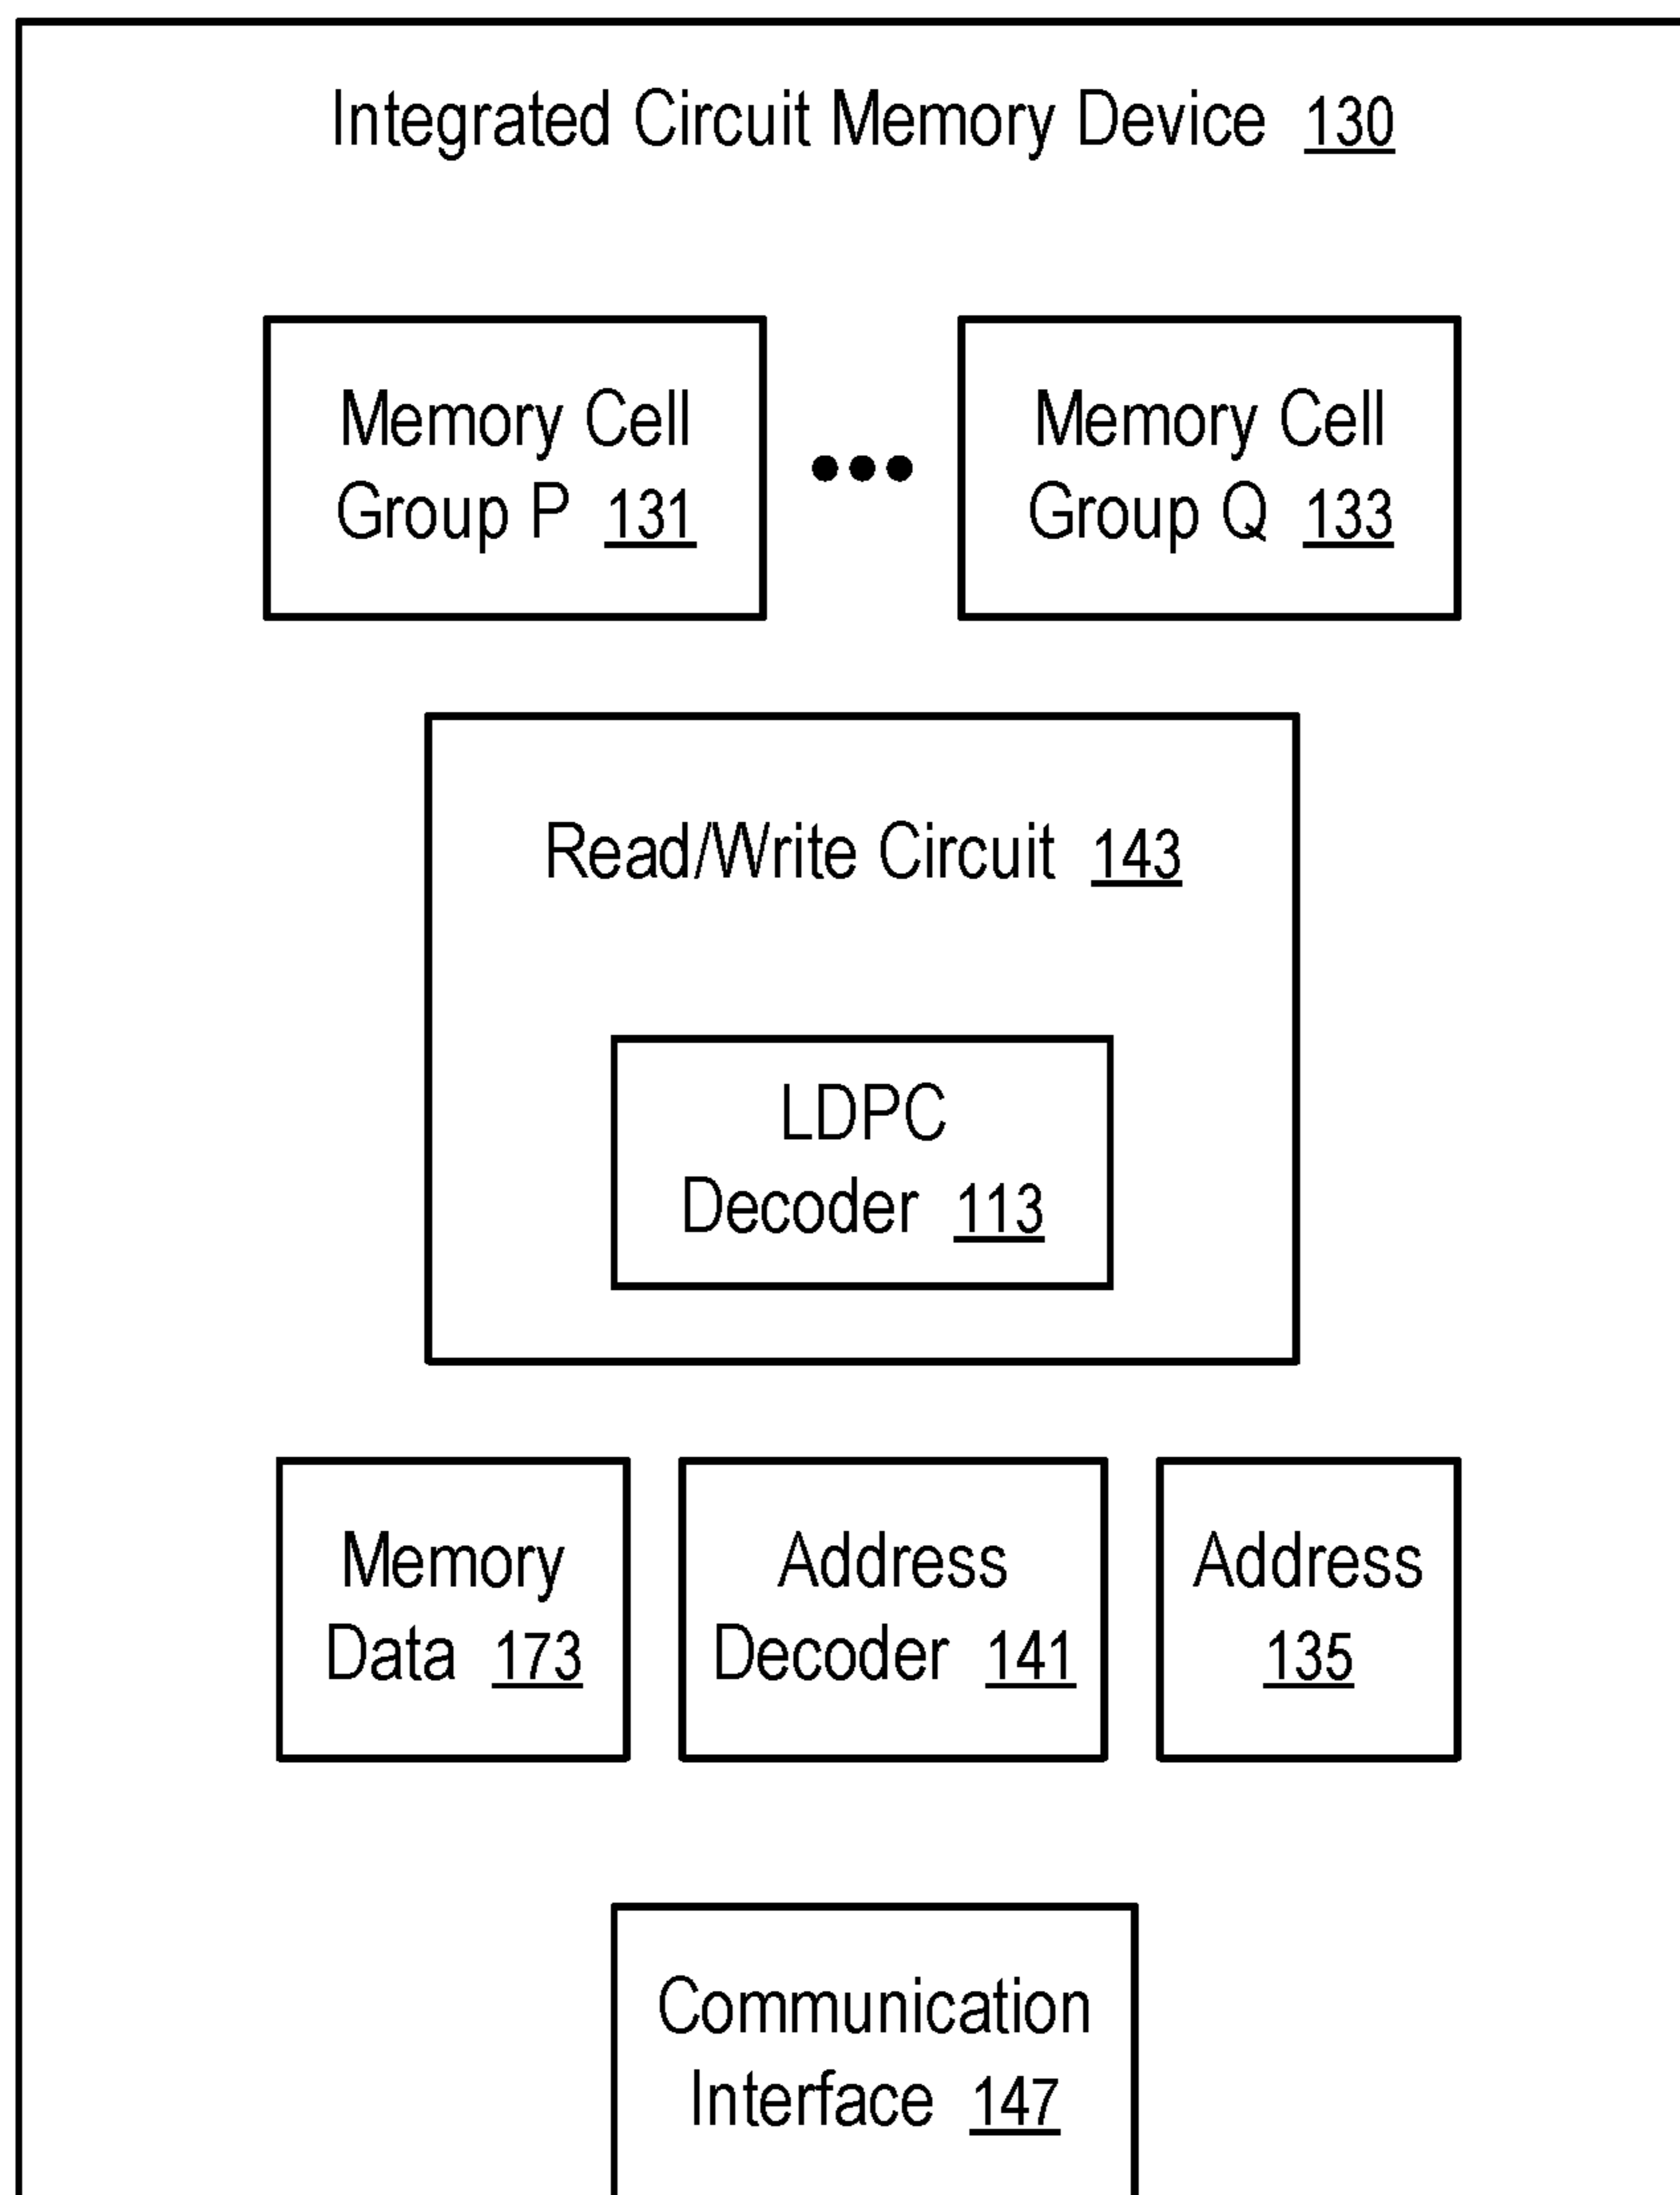 Integrated Circuit Memory Device 130
Memory Cell
Group P 131
Memory Cell
Group Q 133
Read/Write Circuit 143
LDPC
Decoder 113
Memory
Data 173
Address
Decoder 141
Address
135
Communication
Interface 147